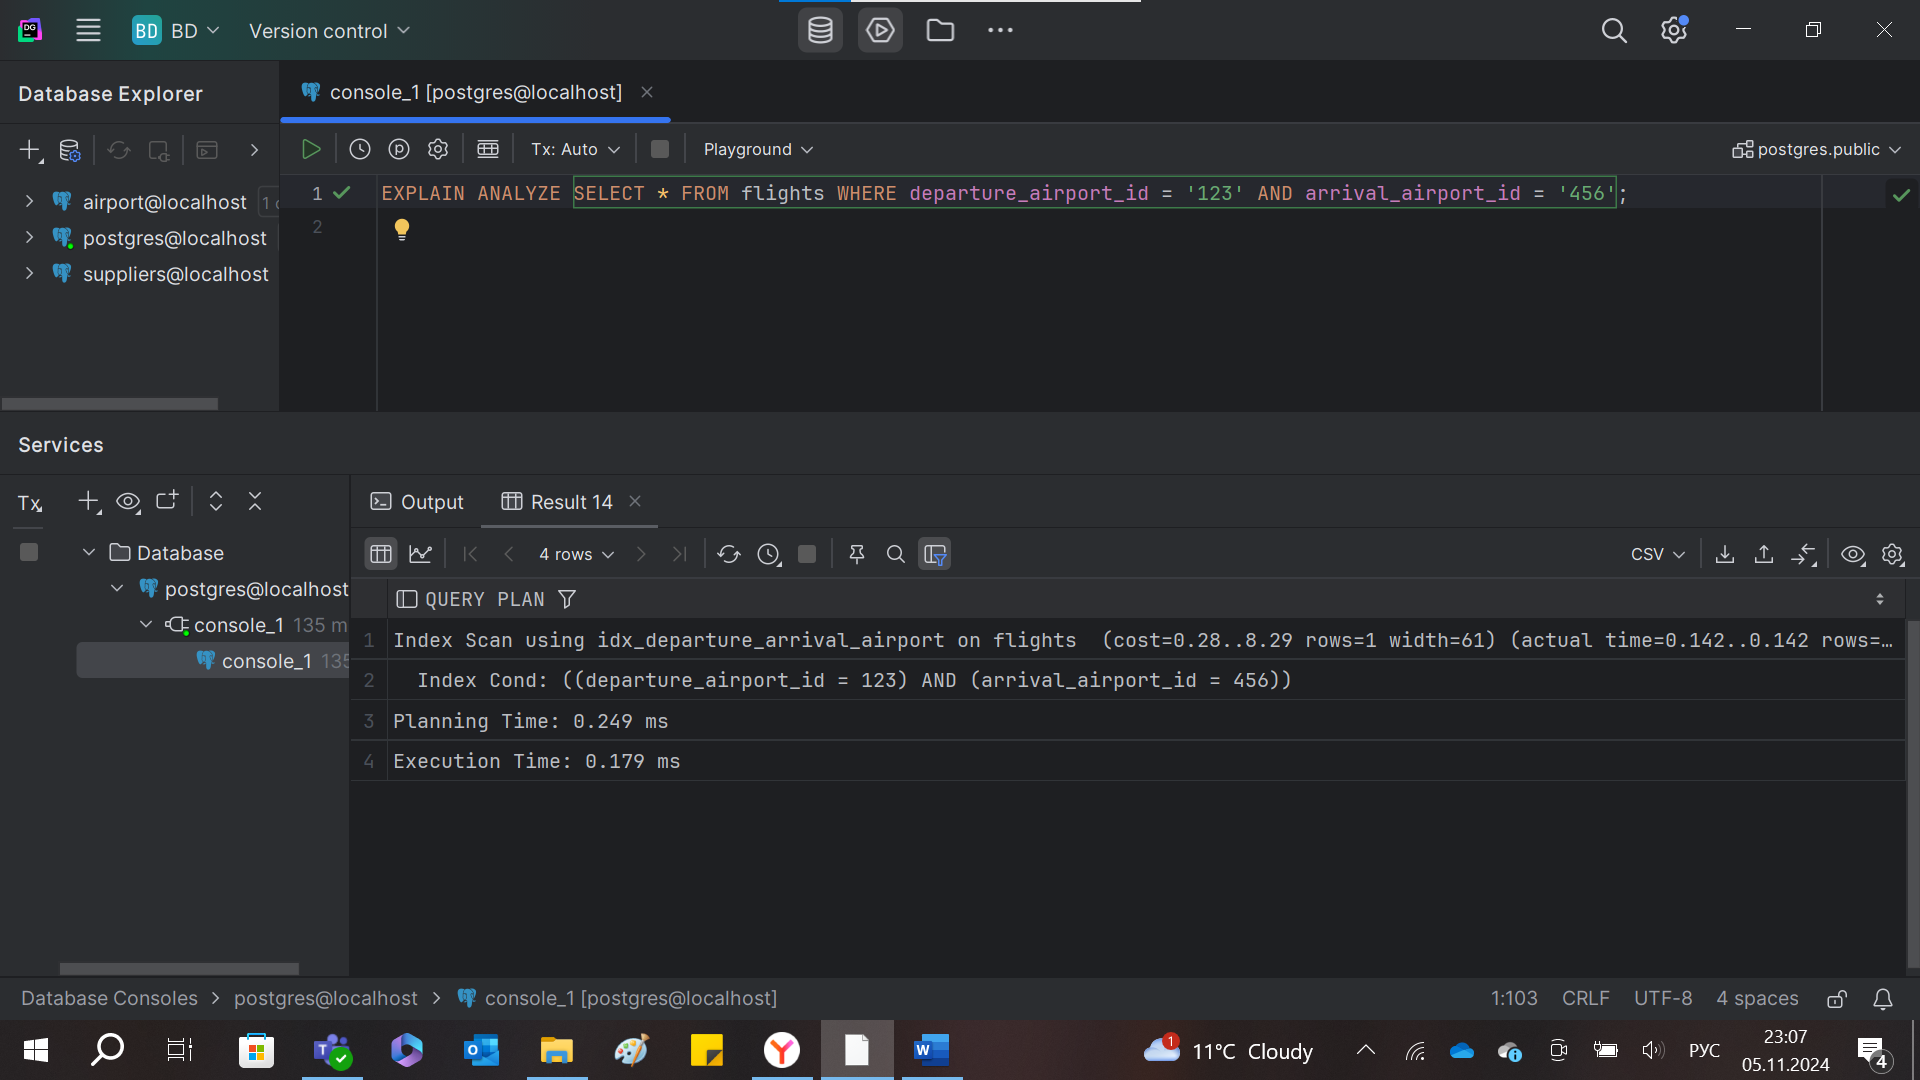 BD BD Version control
Database Explorer
console_1 [postgres@localhost]
Tx: Auto Playground postgres.public
airport@localhost 1
postgres@localhost
suppliers@localhost
1 EXPLAIN ANALYZE SELECT * FROM flights WHERE departure_airport_id = '123' AND arrival_airport_id = '456';
2
Services
Tx
Output Result 14
Database
postgres@localhost
console_1 135 m
console_1 135
4 rows CSV
QUERY PLAN
1 Index Scan using idx_departure_arrival_airport on flights (cost=0.28..8.29 rows=1 width=61) (actual time=0.142..0.142 rows=…
2 Index Cond: ((departure_airport_id = 123) AND (arrival_airport_id = 456))
3 Planning Time: 0.249 ms
4 Execution Time: 0.179 ms
Database Consoles > postgres@localhost > console_1 [postgres@localhost]
1:103 CRLF UTF-8 4 spaces
1 11°C Cloudy РУС 23:07
05.11.2024
4